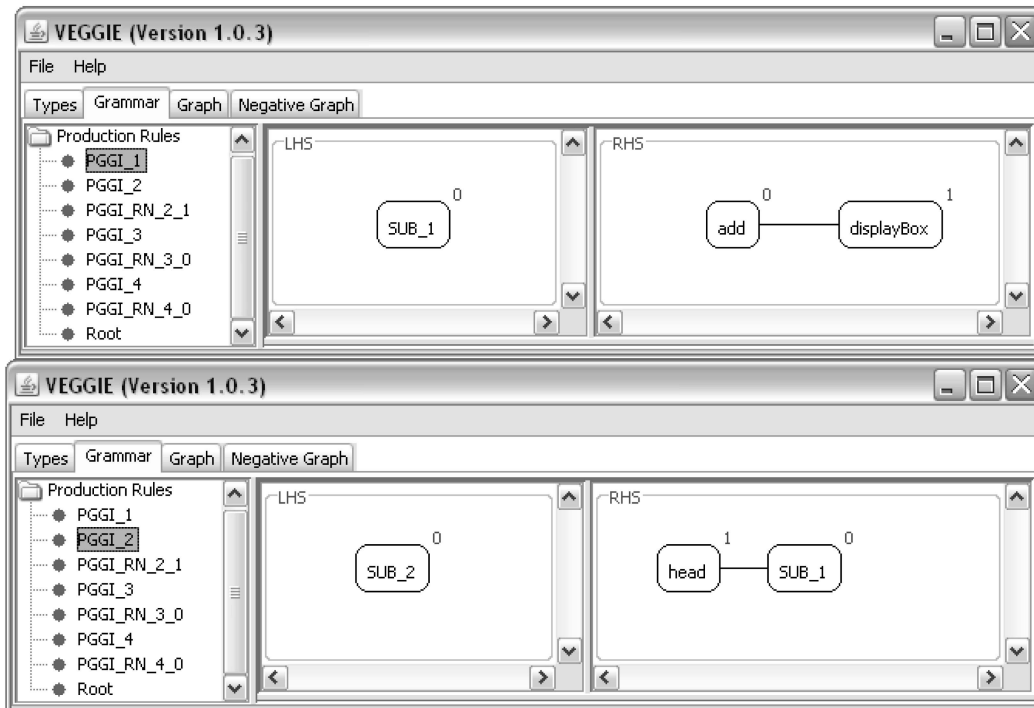 VEGGIE (Version 1.0.3)
File Help
Types Grammar Graph Negative Graph
Production Rules
PGGI_1
PGGI_2
PGGI_RN_2_1
PGGI_3
PGGI_RN_3_0
PGGI_4
PGGI_RN_4_0
Root
LHS
0
SUB_1
RHS
0 1
add displayBox
VEGGIE (Version 1.0.3)
File Help
Types Grammar Graph Negative Graph
Production Rules
PGGI_1
PGGI_2
PGGI_RN_2_1
PGGI_3
PGGI_RN_3_0
PGGI_4
PGGI_RN_4_0
Root
LHS
0
SUB_2
RHS
1 0
head SUB_1